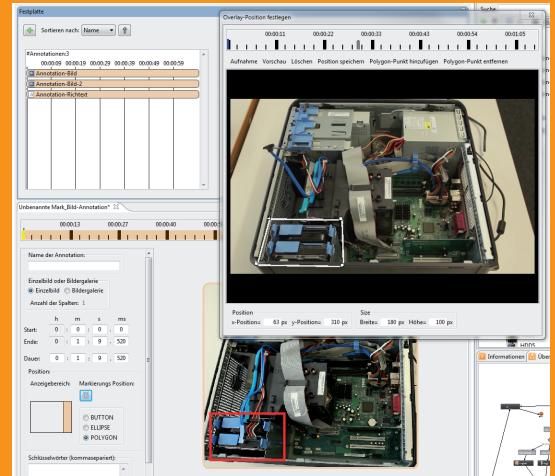 Festplatte
Sortieren nach: Name
#Annotationen:3
00:00:09 00:00:19 00:00:29 00:00:39 00:00:49 00:00:59
Annotation-Bild
Annotation-Bild-2
Annotation-Richtext
Suche
Overlay-Position festlegen
00:00:11 00:00:22 00:00:33 00:00:43 00:00:54 00:01:05
Aufnahme Vorschau Löschen Position speichern Polygon-Punkt hinzufügen Polygon-Punkt entfernen
Position
x-Position= 63 px y-Position= 310 px
Size
Breite= 180 px Höhe= 100 px
Unbenannte Mark_Bild-Annotation*
00:00:13 00:00:27 00:00:40
Name der Annotation:
Einzelbild oder Bildergalerie
Einzelbild Bildergalerie
Anzahl der Spalten: 1
h m s ms
Start: 0 : 0 : 0 . 0
Ende: 0 : 1 : 9 . 520
Dauer: 0 : 1 : 9 . 520
Position:
Anzeigebereich: Markierungs Position:
BUTTON
ELLIPSE
POLYGON
Schlüsselwörter (kommasepariert):
HDDs
Informationen Über